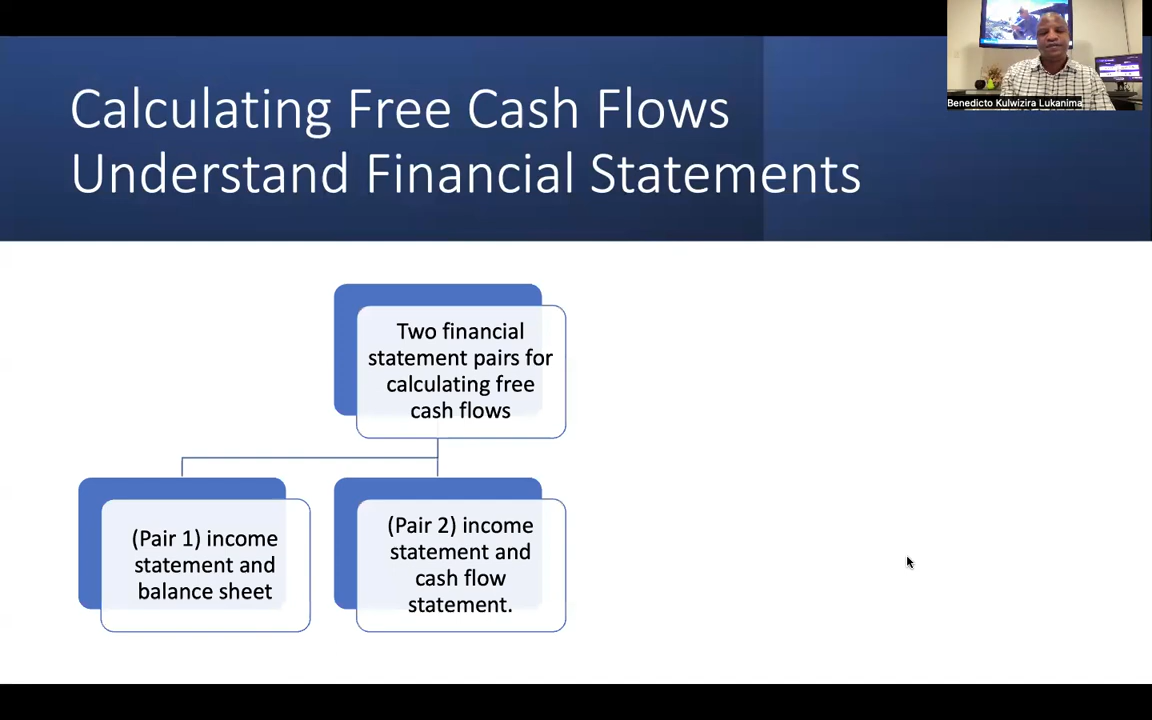 Calculating Free Cash Flows
Understand Financial Statements
Benedicto Kulwizira Lukanima
Two financial
statement pairs for
calculating free
cash flows
(Pair 1) income
statement and
balance sheet
(Pair 2) income
statement and
cash flow
statement.